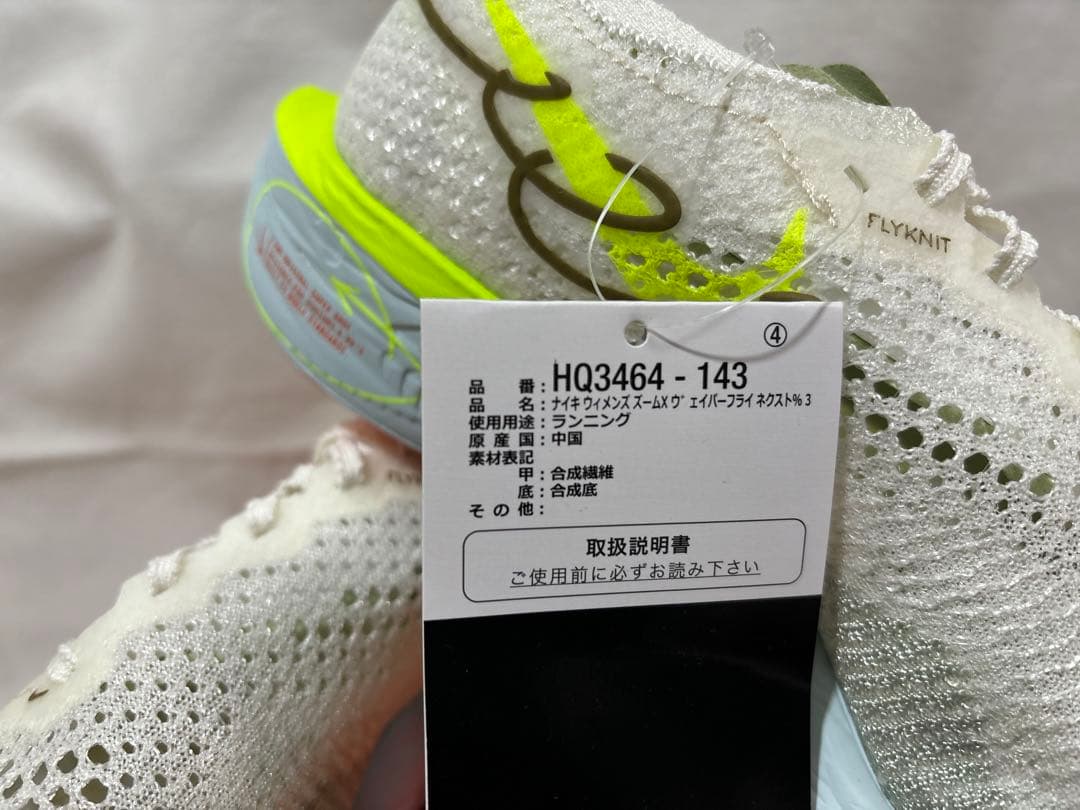 FLYKNIT
④
品番：HQ3464 - 143
品名：ナイキ ウィメンズ ズームX ヴェイパーフライ ネクスト% 3
使用用途：ランニング
原産国：中国
素材表記
甲：合成繊維
底：合成底
その他：
取扱説明書
ご使用前に必ずお読み下さい